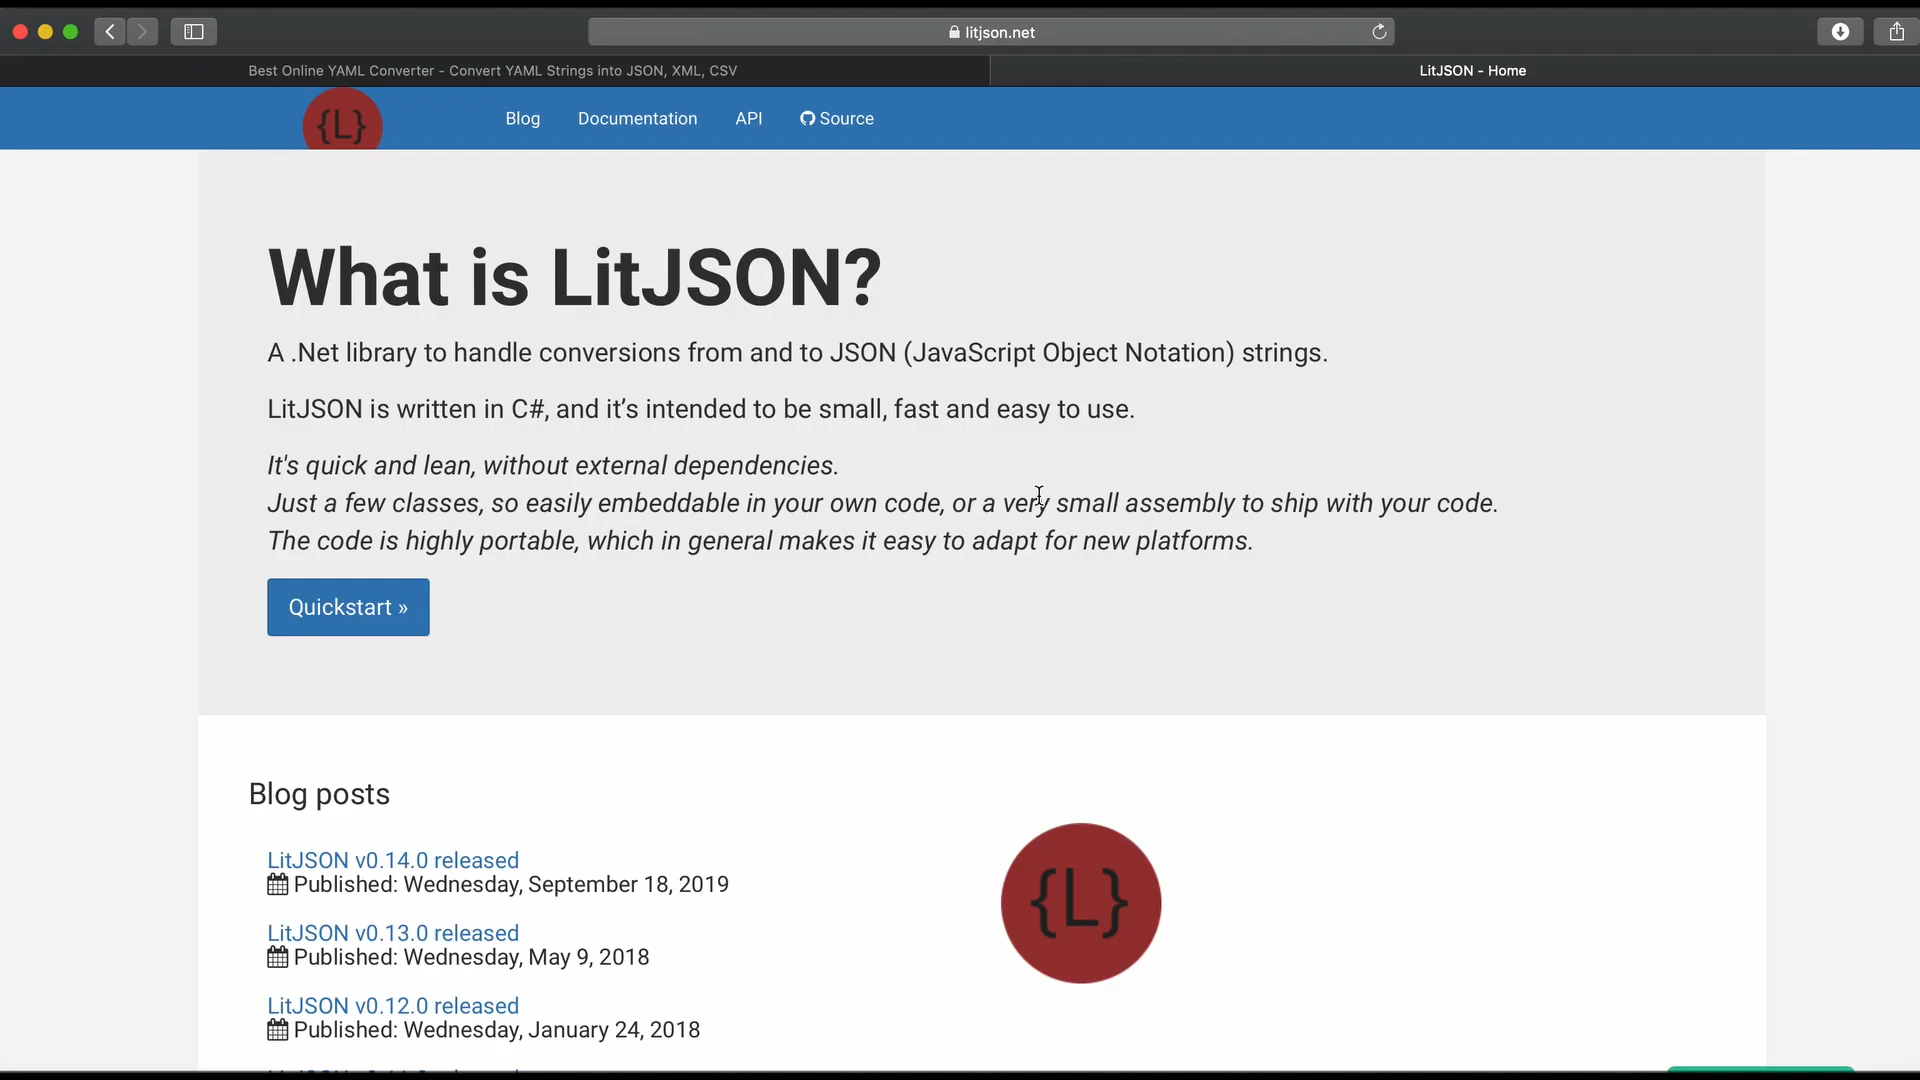 litjson.net
Best Online YAML Converter - Convert YAML Strings into JSON, XML, CSV
LitJSON - Home
{L}
Blog
Documentation
API
Source
What is LitJSON?
A .Net library to handle conversions from and to JSON (JavaScript Object Notation) strings.
LitJSON is written in C#, and it’s intended to be small, fast and easy to use.
It's quick and lean, without external dependencies.
Just a few classes, so easily embeddable in your own code, or a very small assembly to ship with your code.
The code is highly portable, which in general makes it easy to adapt for new platforms.
Quickstart »
Blog posts
LitJSON v0.14.0 released
Published: Wednesday, September 18, 2019
LitJSON v0.13.0 released
Published: Wednesday, May 9, 2018
LitJSON v0.12.0 released
Published: Wednesday, January 24, 2018
{L}